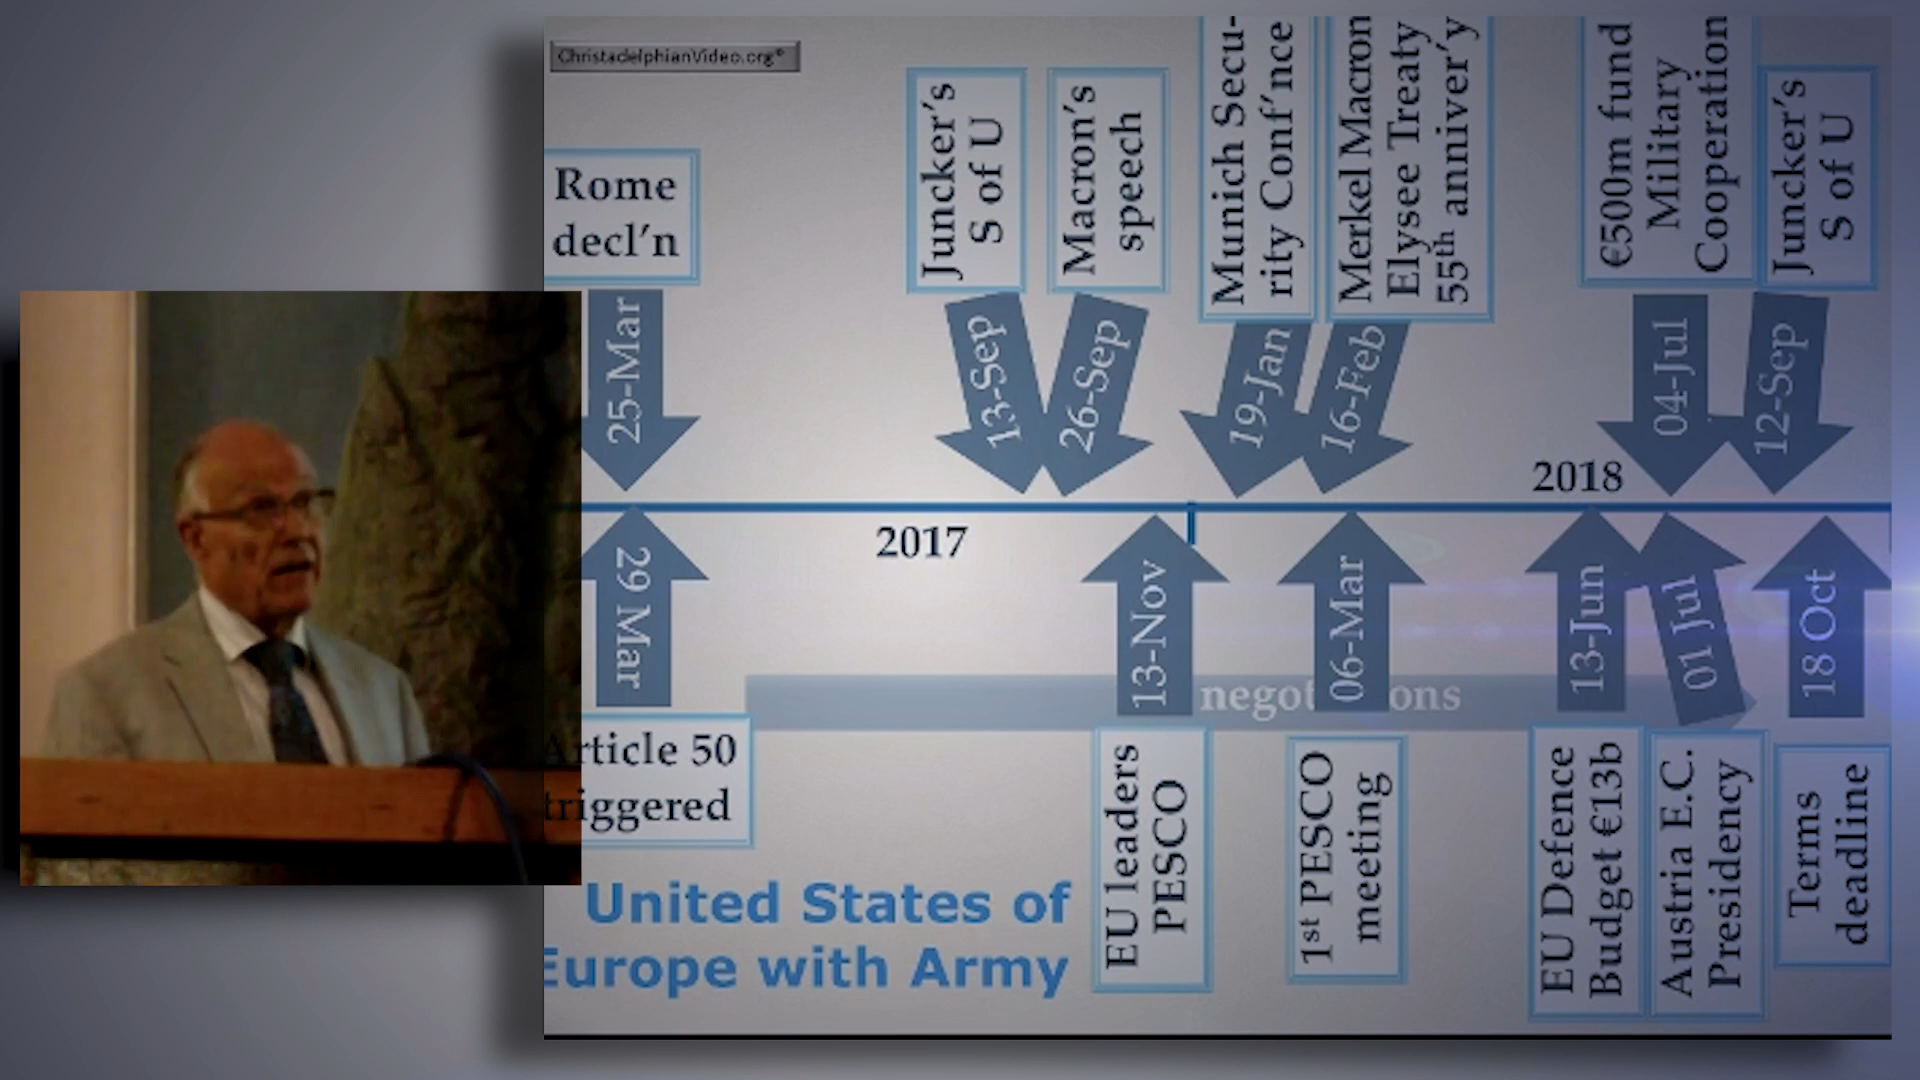 ChristadelphianVideo.org®
Rome
decl'n
Juncker's
S of U
Macron's
speech
Munich Secu-
rity Conf'nce
Merkel Macron
Elysee Treaty
55th anniver'y
€500m fund
Military
Cooperation
Juncker's
S of U
25-Mar
13-Sep
26-Sep
19-Jan
16-Feb
04-Jul
12-Sep
2018
2017
29 Mar
13-Nov
06-Mar
13-Jun
01 Jul
18 Oct
Article 50
triggered
EU leaders
PESCO
1st PESCO
meeting
EU Defence
Budget €13b
Austria E.C.
Presidency
Terms
deadline
United States of
Europe with Army